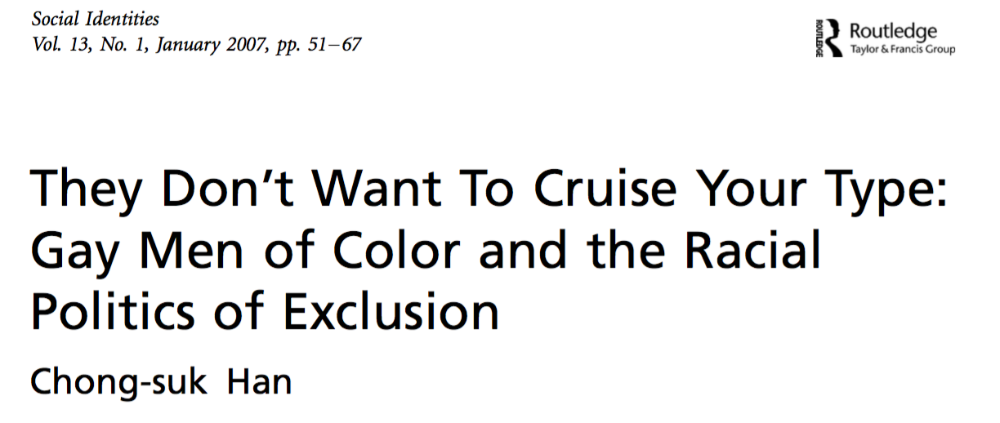 Social Identities
Vol. 13, No. 1, January 2007, pp. 51–67
ROUTLEDGE
Routledge
Taylor & Francis Group
They Don't Want To Cruise Your Type:
Gay Men of Color and the Racial
Politics of Exclusion
Chong-suk Han